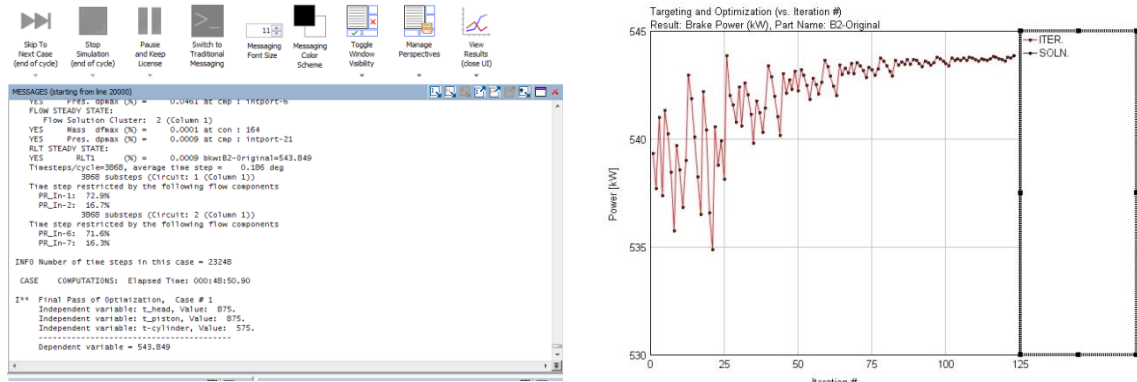 Skip To
Next Case
(end of cycle)
Stop
Simulation
(end of cycle)
Pause
and Keep
License
Switch to
Traditional
Messaging
11
Messaging
Font Size
Messaging
Color
Scheme
Toggle
Window
Visibility
Manage
Perspectives
View
Results
(close UI)
MESSAGES (starting from line 20000)
YES Pres. dpmax (%) = 0.0461 at cmp : intport-6
FLOW STEADY STATE:
Flow Solution Cluster: 2 (Column 1)
YES Mass dfmax (%) = 0.0001 at con : 164
YES Pres. dpmax (%) = 0.0009 at cmp : intport-21
RLT STEADY STATE:
YES RLT1 (%) = 0.0009 bkw:B2-Original=543.849
Timesteps/cycle=3868, average time step = 0.186 deg
3868 substeps (Circuit: 1 (Column 1))
Time step restricted by the following flow components
PR_In-1: 72.9%
PR_In-2: 16.7%
3868 substeps (Circuit: 2 (Column 1))
Time step restricted by the following flow components
PR_In-6: 71.6%
PR_In-7: 16.3%
INFO Number of time steps in this case = 23248
CASE COMPUTATIONS: Elapsed Time: 000:48:50.90
I** Final Pass of Optimization, Case # 1
Independent variable: t_head, Value: 875.
Independent variable: t_piston, Value: 875.
Independent variable: t-cylinder, Value: 575.
----------------------------------------
Dependent variable = 543.849
Targeting and Optimization (vs. Iteration #)
Result: Brake Power (kW), Part Name: B2-Original
545
540
535
530
Power [kW]
0 25 50 75 100 125
Iteration #
ITER.
SOLN.